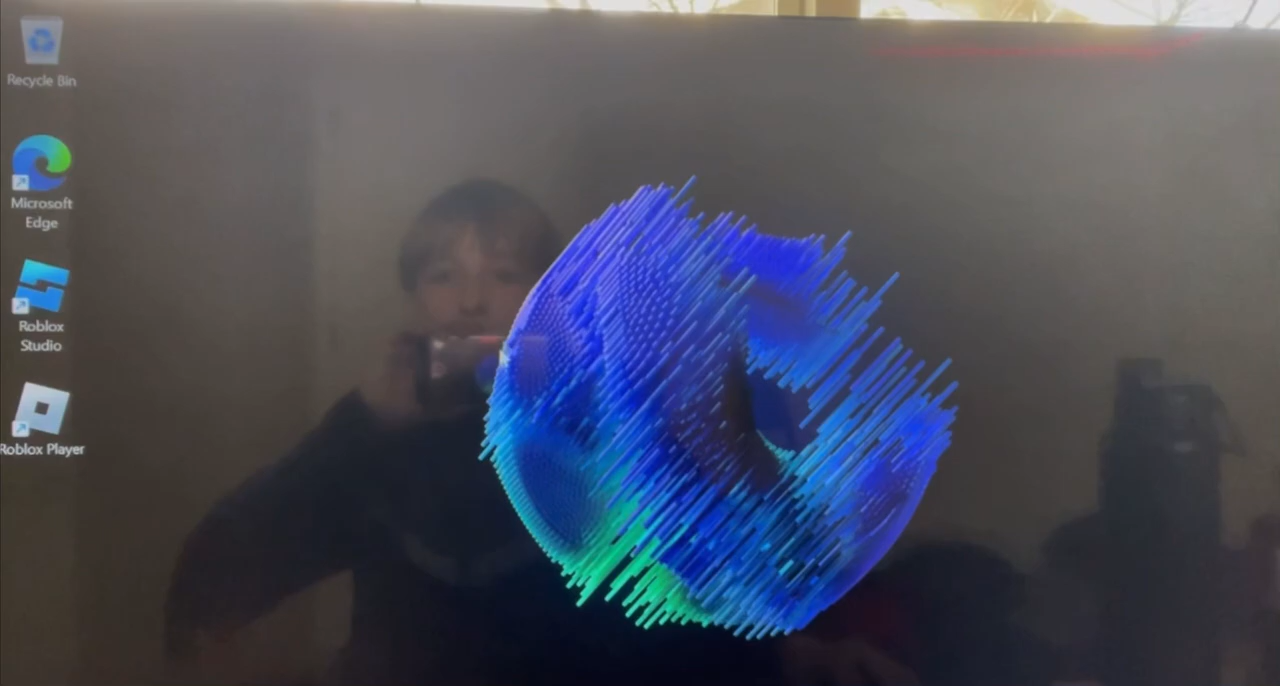 Recycle Bin
Microsoft
Edge
Roblox
Studio
Roblox Player